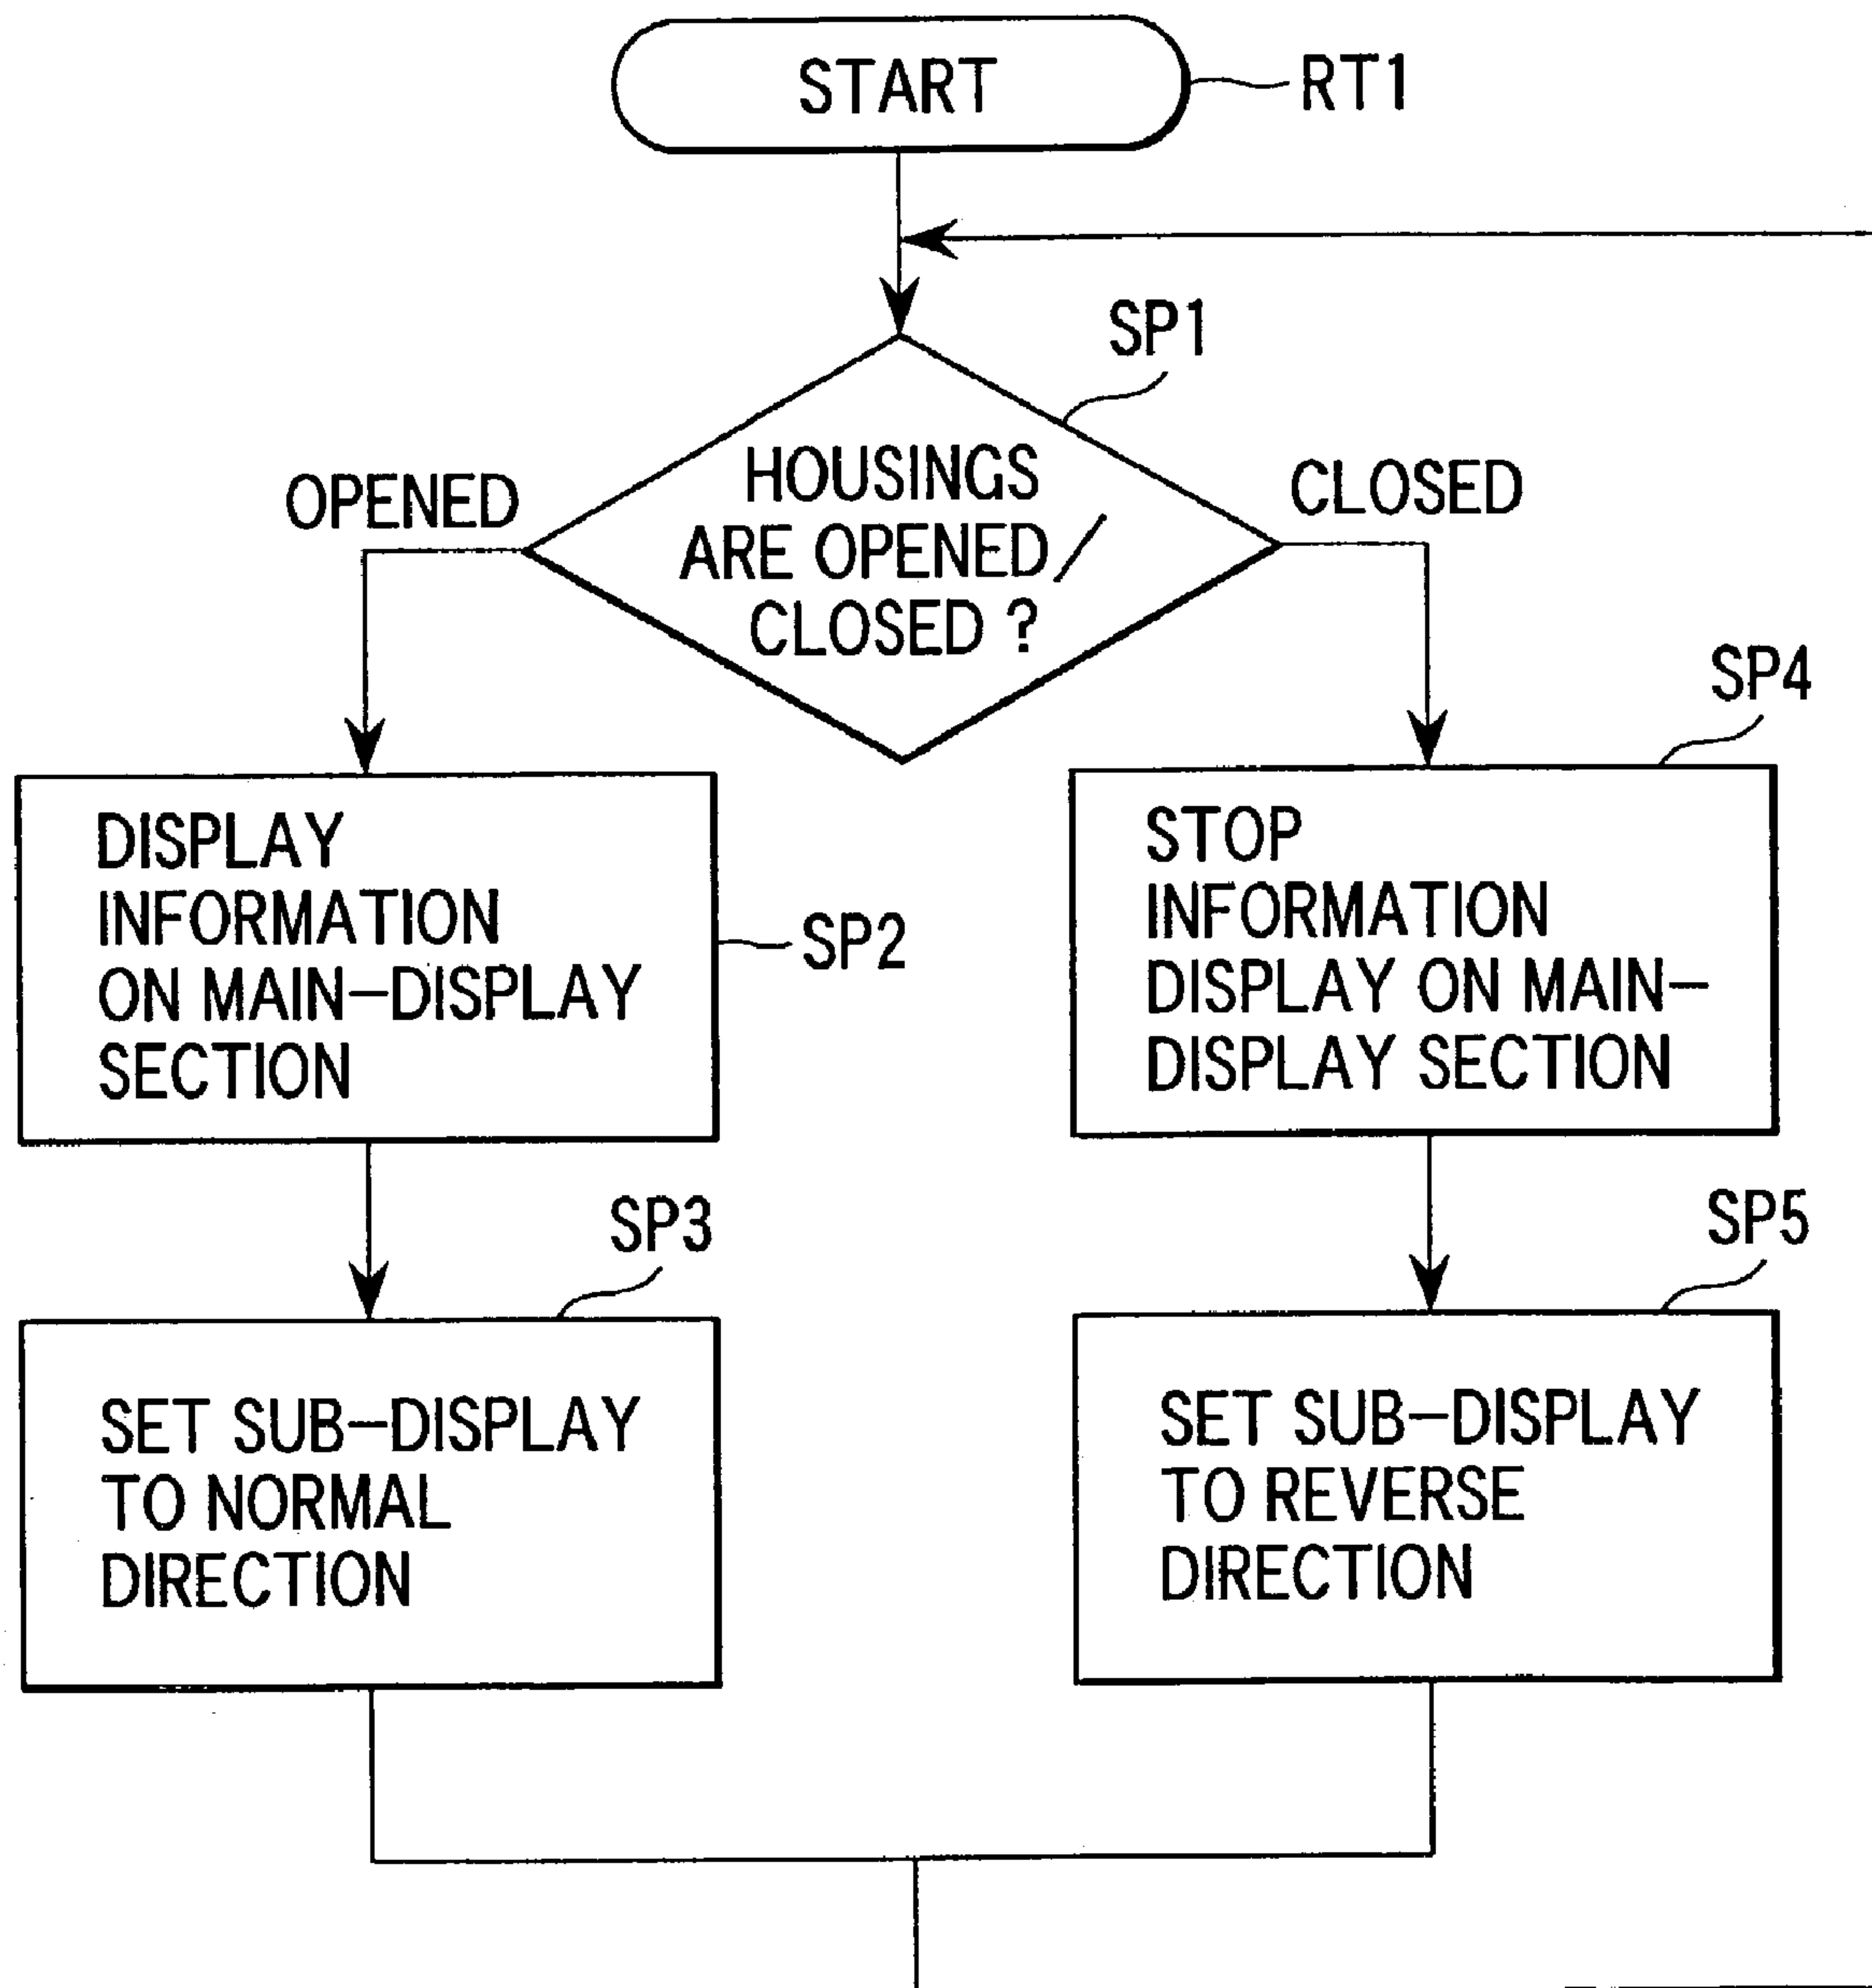 START
RT1
SP1
HOUSINGS
ARE OPENED/
CLOSED ?
OPENED
CLOSED
DISPLAY
INFORMATION
ON MAIN-DISPLAY
SECTION
SP2
SP4
STOP
INFORMATION
DISPLAY ON MAIN-
DISPLAY SECTION
SP3
SET SUB-DISPLAY
TO NORMAL
DIRECTION
SP5
SET SUB-DISPLAY
TO REVERSE
DIRECTION